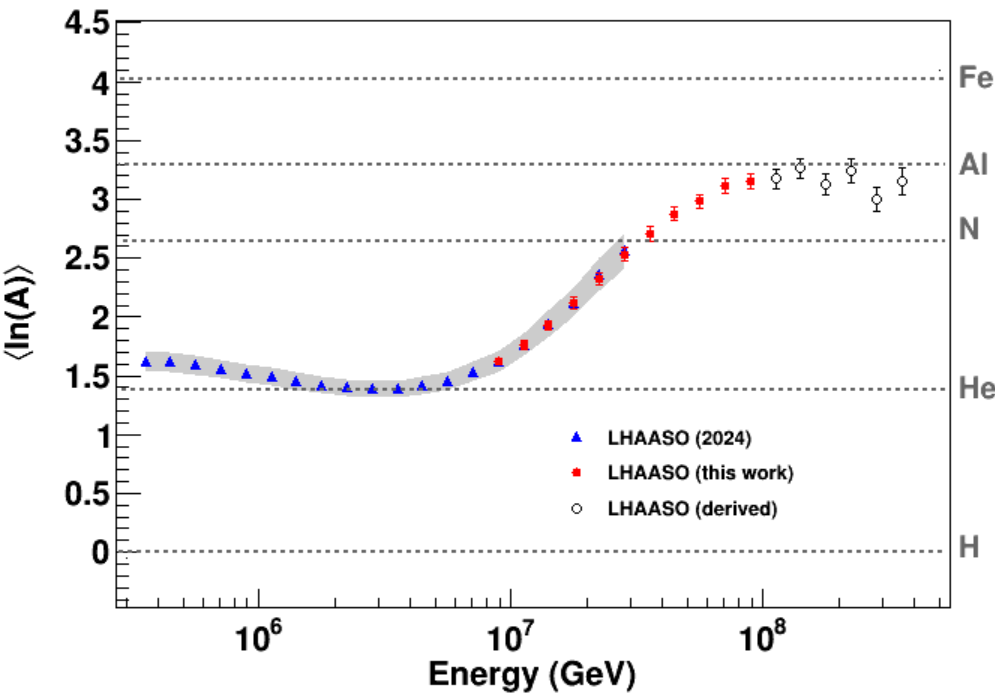 4.5
4
3.5
3
2.5
2
1.5
1
0.5
0
⟨ln(A)⟩
Fe
Al
N
He
H
LHAASO (2024)
LHAASO (this work)
LHAASO (derived)
10⁶
10⁷
10⁸
Energy (GeV)